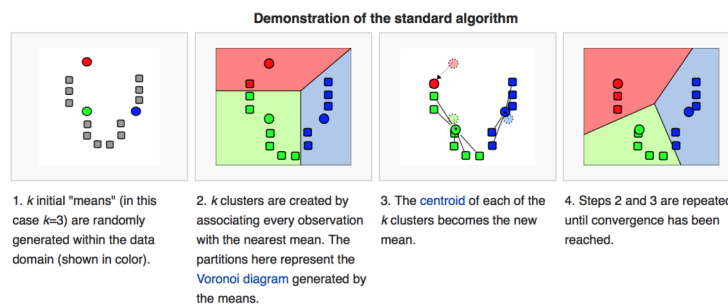 Demonstration of the standard algorithm
1. k initial "means" (in this
case k=3) are randomly
generated within the data
domain (shown in color).
2. k clusters are created by
associating every observation
with the nearest mean. The
partitions here represent the
Voronoi diagram generated by
the means.
3. The centroid of each of the
k clusters becomes the new
mean.
4. Steps 2 and 3 are repeated
until convergence has been
reached.